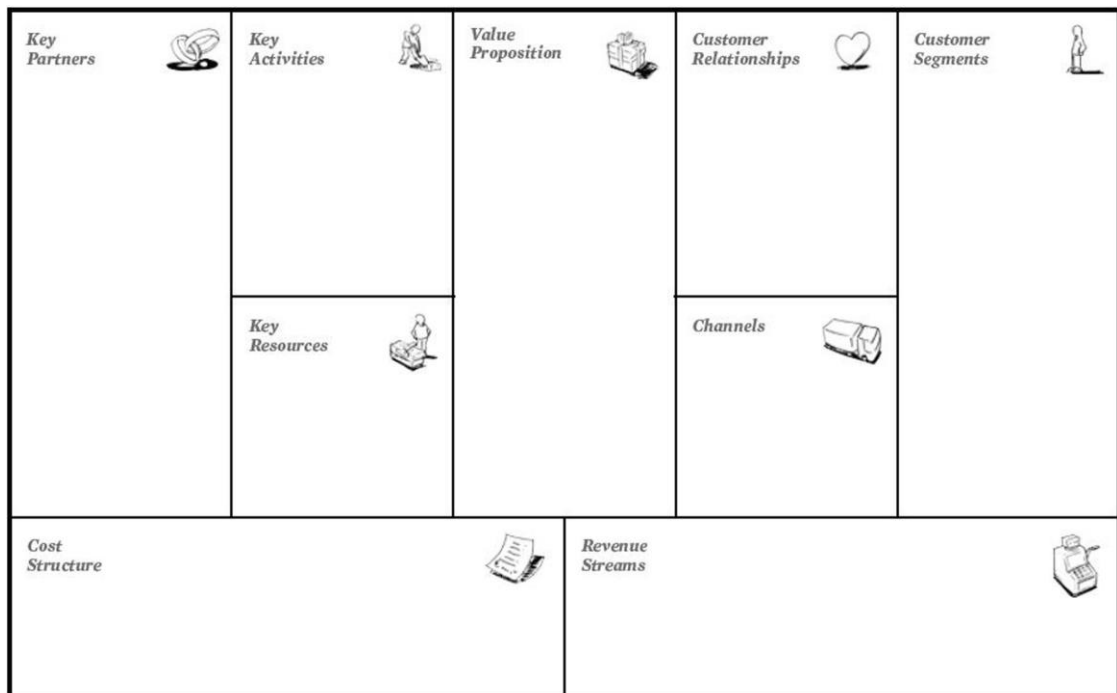 Key
Partners
Key
Activities
Value
Proposition
Customer
Relationships
Customer
Segments
Key
Resources
Channels
Cost
Structure
Revenue
Streams